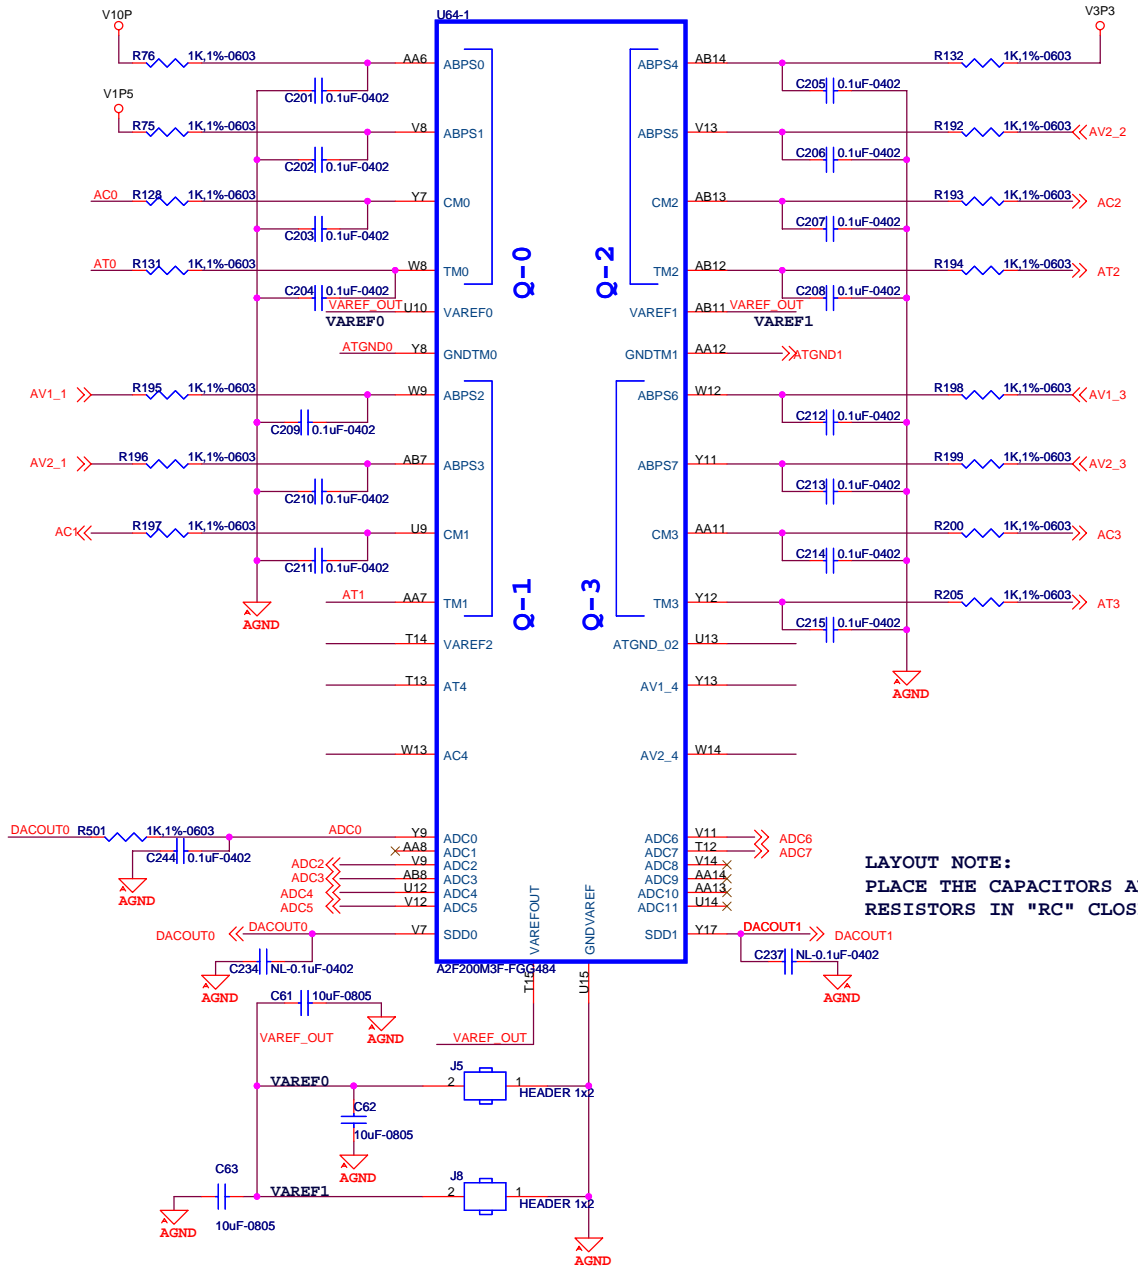 V10P
U64-1
V3P3
R76 1K,1%-0603 AA6 ABPS0 ABPS4 AB14 R132 1K,1%-0603
C201 0.1uF-0402 C205 0.1uF-0402
V1P5
R75 1K,1%-0603 V8 ABPS1 ABPS5 V13 R192 1K,1%-0603 AV2_2
C202 0.1uF-0402 C206 0.1uF-0402
AC0 R128 1K,1%-0603 Y7 CM0 CM2 AB13 R193 1K,1%-0603 AC2
C203 0.1uF-0402 C207 0.1uF-0402
Q-0 Q-2
AT0 R131 1K,1%-0603 W8 TM0 TM2 AB12 R194 1K,1%-0603 AT2
C204 0.1uF-0402 C208 0.1uF-0402
VAREF_OUT U10 VAREF0 VAREF1 AB11 VAREF_OUT
VAREF0 VAREF1
ATGND0 Y8 GNDTM0 GNDTM1 AA12 ATGND1
AV1_1 R195 1K,1%-0603 W9 ABPS2 ABPS6 W12 R198 1K,1%-0603 AV1_3
C209 0.1uF-0402 C212 0.1uF-0402
AV2_1 R196 1K,1%-0603 AB7 ABPS3 ABPS7 Y11 R199 1K,1%-0603 AV2_3
C210 0.1uF-0402 C213 0.1uF-0402
AC1 R197 1K,1%-0603 U9 CM1 CM3 AA11 R200 1K,1%-0603 AC3
C211 0.1uF-0402 C214 0.1uF-0402
Q-1 Q-3
AT1 AA7 TM1 TM3 Y12 R205 1K,1%-0603 AT3
A AGND C215 0.1uF-0402
T14 VAREF2 ATGND_02 U13
T13 AT4 AV1_4 Y13
A AGND
W13 AC4 AV2_4 W14
DACOUT0 R501 1K,1%-0603 ADC0 Y9 ADC0 ADC6 V11 ADC6
C244 0.1uF-0402 AA8 ADC1 ADC7 T12 ADC7
ADC2 V9 ADC2 ADC8 V14
ADC3 AB8 ADC3 ADC9 AA14
A AGND ADC4 U12 ADC4 ADC10 AA13
ADC5 V12 ADC5 ADC11 U14
LAYOUT NOTE:
PLACE THE CAPACITORS A
RESISTORS IN "RC" CLOS
DACOUT0 DACOUT0 V7 SDD0 VAREFOUT GNDVAREF SDD1 Y17 DACOUT1 DACOUT1
C234 NL-0.1uF-0402 A2F200M3F-FGG484 C237 NL-0.1uF-0402
A AGND T15 U15 A AGND
C61 10uF-0805
A AGND
VAREF_OUT VAREF_OUT
J5
VAREF0 2 1
HEADER 1x2
C62
10uF-0805
A AGND
C63 J8
VAREF1 2 1
HEADER 1x2
A AGND
10uF-0805
A AGND